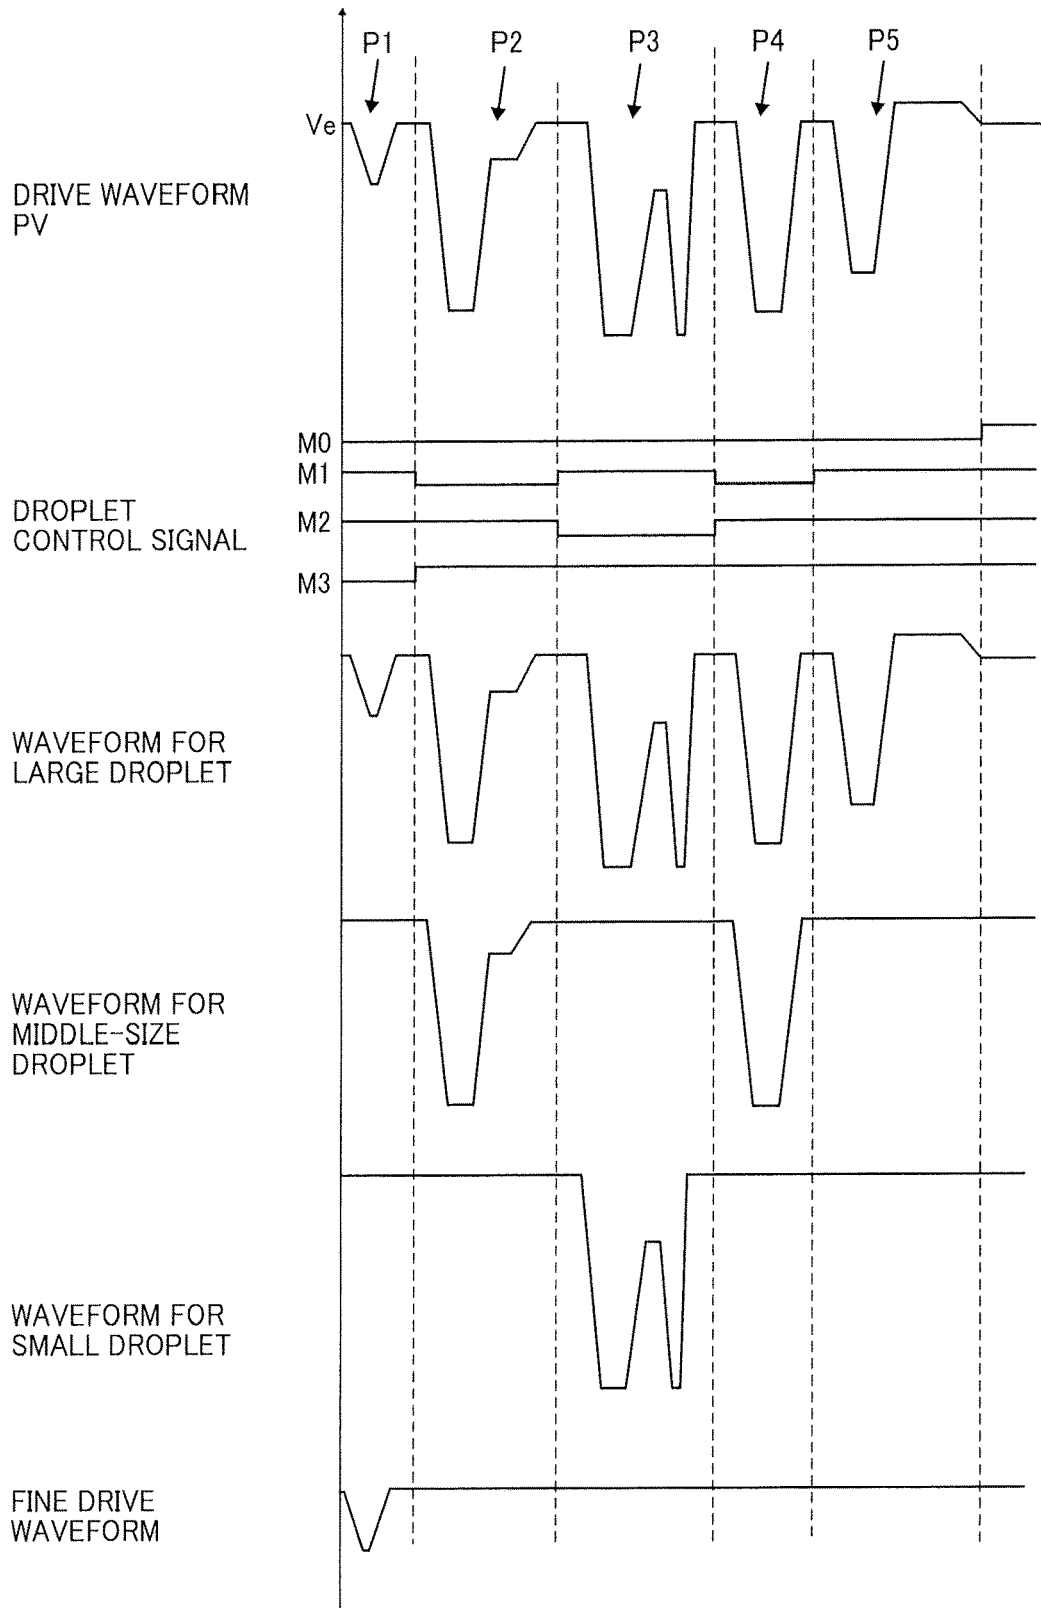 P1
P2
P3
P4
P5
Ve
DRIVE WAVEFORM
PV
M0
M1
DROPLET
CONTROL SIGNAL
M2
M3
WAVEFORM FOR
LARGE DROPLET
WAVEFORM FOR
MIDDLE-SIZE
DROPLET
WAVEFORM FOR
SMALL DROPLET
FINE DRIVE
WAVEFORM